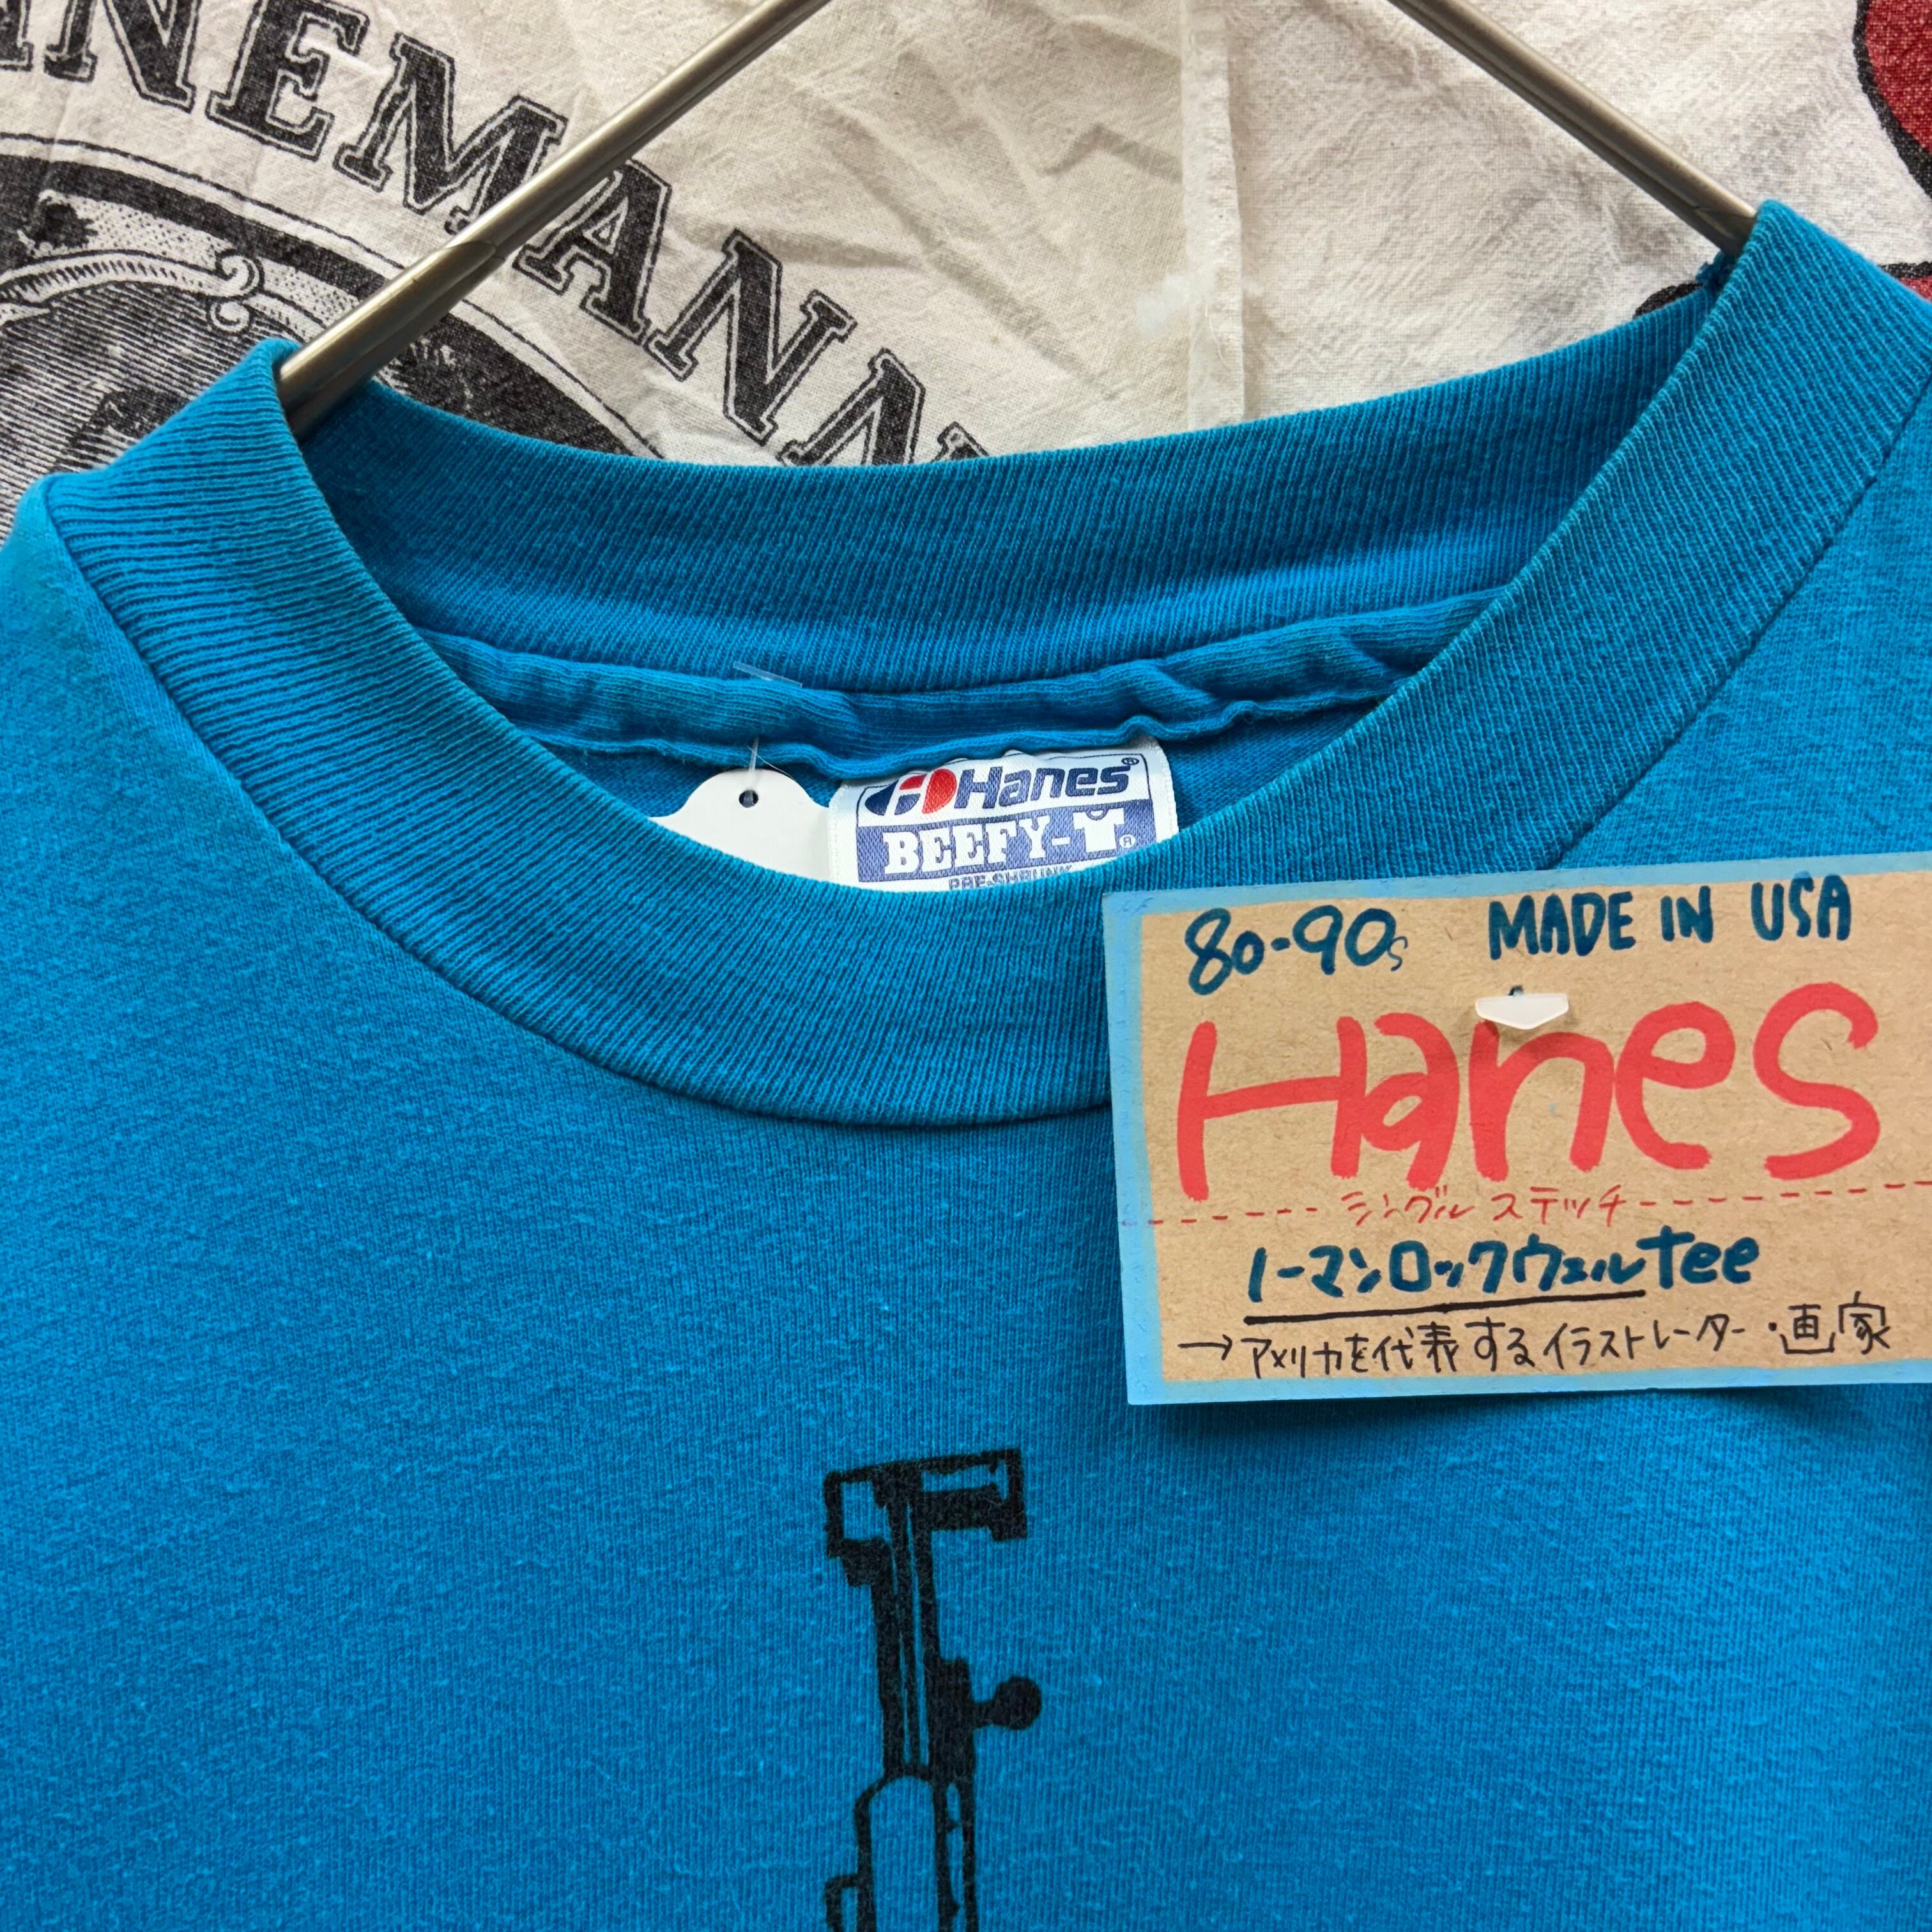 NEMANN
Hanes®
BEEFY-T®
PRE-SHRUNK
80-90s MADE IN USA
Hanes
シングルステッチ
ノーマンロックウェルTee
→アメリカを代表するイラストレーター・画家